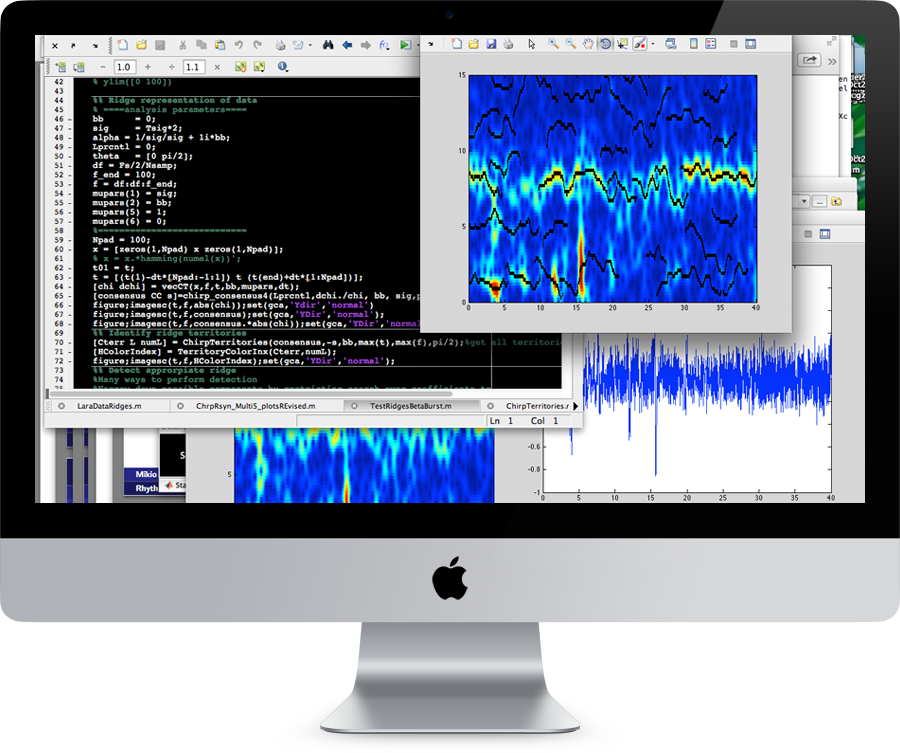 1.0
1.1
42 % ylim([0 100])
43
44 %% Ridge representation of data
45 % ====analysis parameters====
46 - bb = 0;
47 - sig = Tsig*2;
48 - alpha = 1/sig/sig + 1i*bb;
49 - Lprcntl = 0;
50 - theta = [0 pi/2];
51 - df = Fs/2/Nsamp;
52 - f_end = 100;
53 - f = df:df:f_end;
54 - mupars(1) = sig;
55 - mupars(2) = bb;
56 - mupars(5) = 1;
57 - mupars(6) = 0;
58 %============================
59 - Npad = 100;
60 - x = [zeros(1,Npad) x zeros(1,Npad)];
61 % x = x.*hamming(numel(x))';
62 - t01 = t;
63 - t = [(t(1)-dt*[Npad:-1:1]) t (t(end)+dt*[1:Npad])];
64 - [chi dchi] = vecCT(x,f,t,bb,mupars,dt);
65 - [consensus CC s]=chirp_consensus4(Lprcntl,dchi./chi, bb, sig,
66 - figure;imagesc(t,f,abs(chi));set(gca,'Ydir','normal')
67 - figure;imagesc(t,f,consensus);set(gca,'YDir','normal');
68 - figure;imagesc(t,f,consensus.*abs(chi));set(gca,'YDir','norma
69 %% Identify ridge territories
70 - [Cterr L numL] = ChirpTerritories(consensus,-s,bb,max(t),max(f),pi/2);%get all territori
71 - [HColorIndex] = TerritoryColorInx(Cterr,numL);
72 - figure;imagesc(t,f,HColorIndex);set(gca,'YDir','normal');
73 %% Detect appropriate ridge
74 %Many ways to perform detection
75
LaraDataRidges.m
ChrpRsyn_Multi5_plotsREvised.m
TestRidgesBetaBurst.m
ChirpTerritories.r
Ln 1 Col 1
15
10
5
0
0 5 10 15 20 25 30 35 40
Mikio
Rhyth
Sta
5
-0.6
-0.8
-1
0 5 10 15 20 25 30 35 40